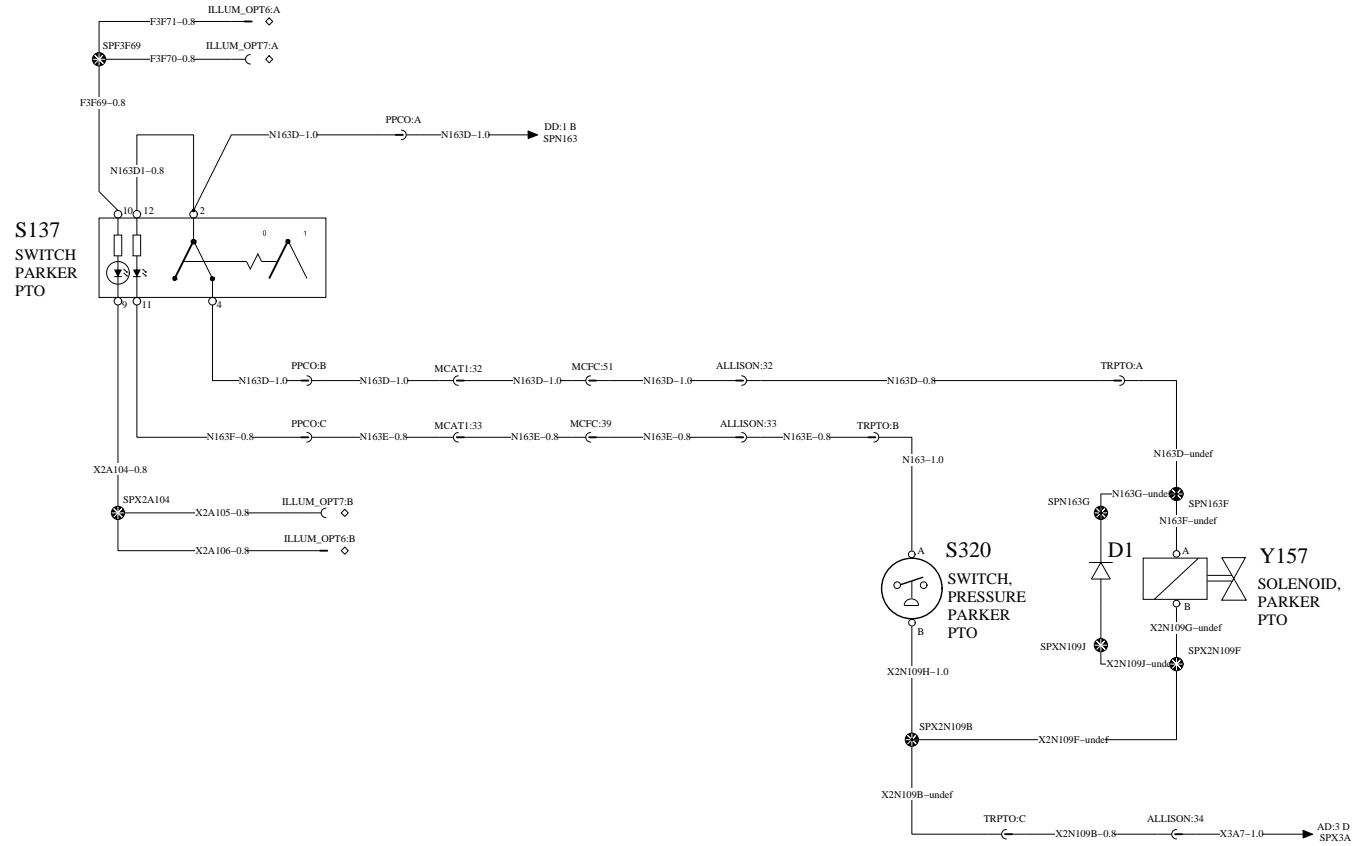 ILLUM_OPT6:A
F3F71-0.8
SPF3F69
ILLUM_OPT7:A
F3F70-0.8
F3F69-0.8
PPCO:A
N163D-1.0
N163D-1.0
DD:1 B
SPN163
N163D1-0.8
10
12
2
S137
SWITCH
PARKER
PTO
0
1
9
11
4
PPCO:B
MCAT1:32
MCFC:51
ALLISON:32
TRPTO:A
N163D-1.0
N163D-1.0
N163D-1.0
N163D-1.0
N163D-0.8
PPCO:C
MCAT1:33
MCFC:39
ALLISON:33
TRPTO:B
N163F-0.8
N163E-0.8
N163E-0.8
N163E-0.8
N163E-0.8
N163-1.0
N163D-undef
X2A104-0.8
SPX2A104
ILLUM_OPT7:B
X2A105-0.8
ILLUM_OPT6:B
X2A106-0.8
SPN163G
N163G-undef
SPN163F
N163F-undef
A
S320
SWITCH,
PRESSURE
PARKER
PTO
B
D1
A
Y157
SOLENOID,
PARKER
PTO
B
X2N109G-undef
SPXN109J
SPX2N109F
X2N109J-undef
X2N109H-1.0
SPX2N109B
X2N109F-undef
X2N109B-undef
TRPTO:C
ALLISON:34
X2N109B-0.8
X3A7-1.0
AD:3 D
SPX3A